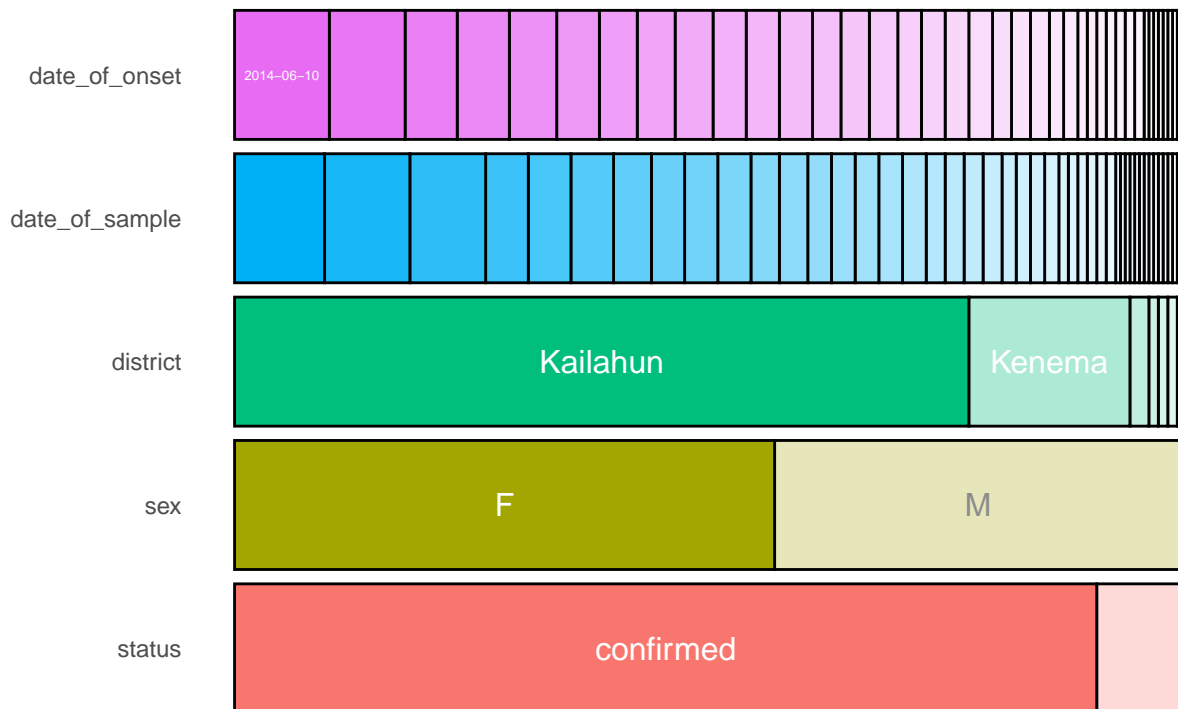 date_of_onset
2014–06–10
date_of_sample
district
Kailahun
Kenema
sex
F
M
status
confirmed